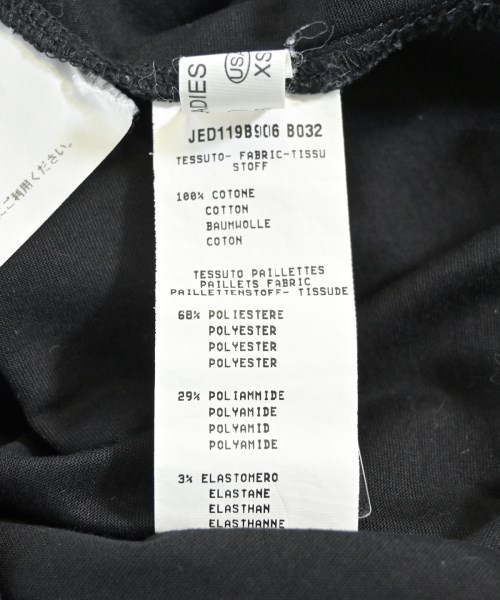 LADIES
US
XS
ご利用ください。
JED119B906 B032
TESSUTO- FABRIC-TISSU
STOFF
100% COTONE
COTTON
BAUMWOLLE
COTON
TESSUTO PAILLETTES
PAILLETS FABRIC
PAILLETTENSTOFF- TISSUDE
68% POLIESTERE
POLYESTER
POLYESTER
POLYESTER
29% POLIAMMIDE
POLYAMIDE
POLYAMID
POLYAMIDE
3% ELASTOMERO
ELASTANE
ELASTHAN
ELASTHANNE